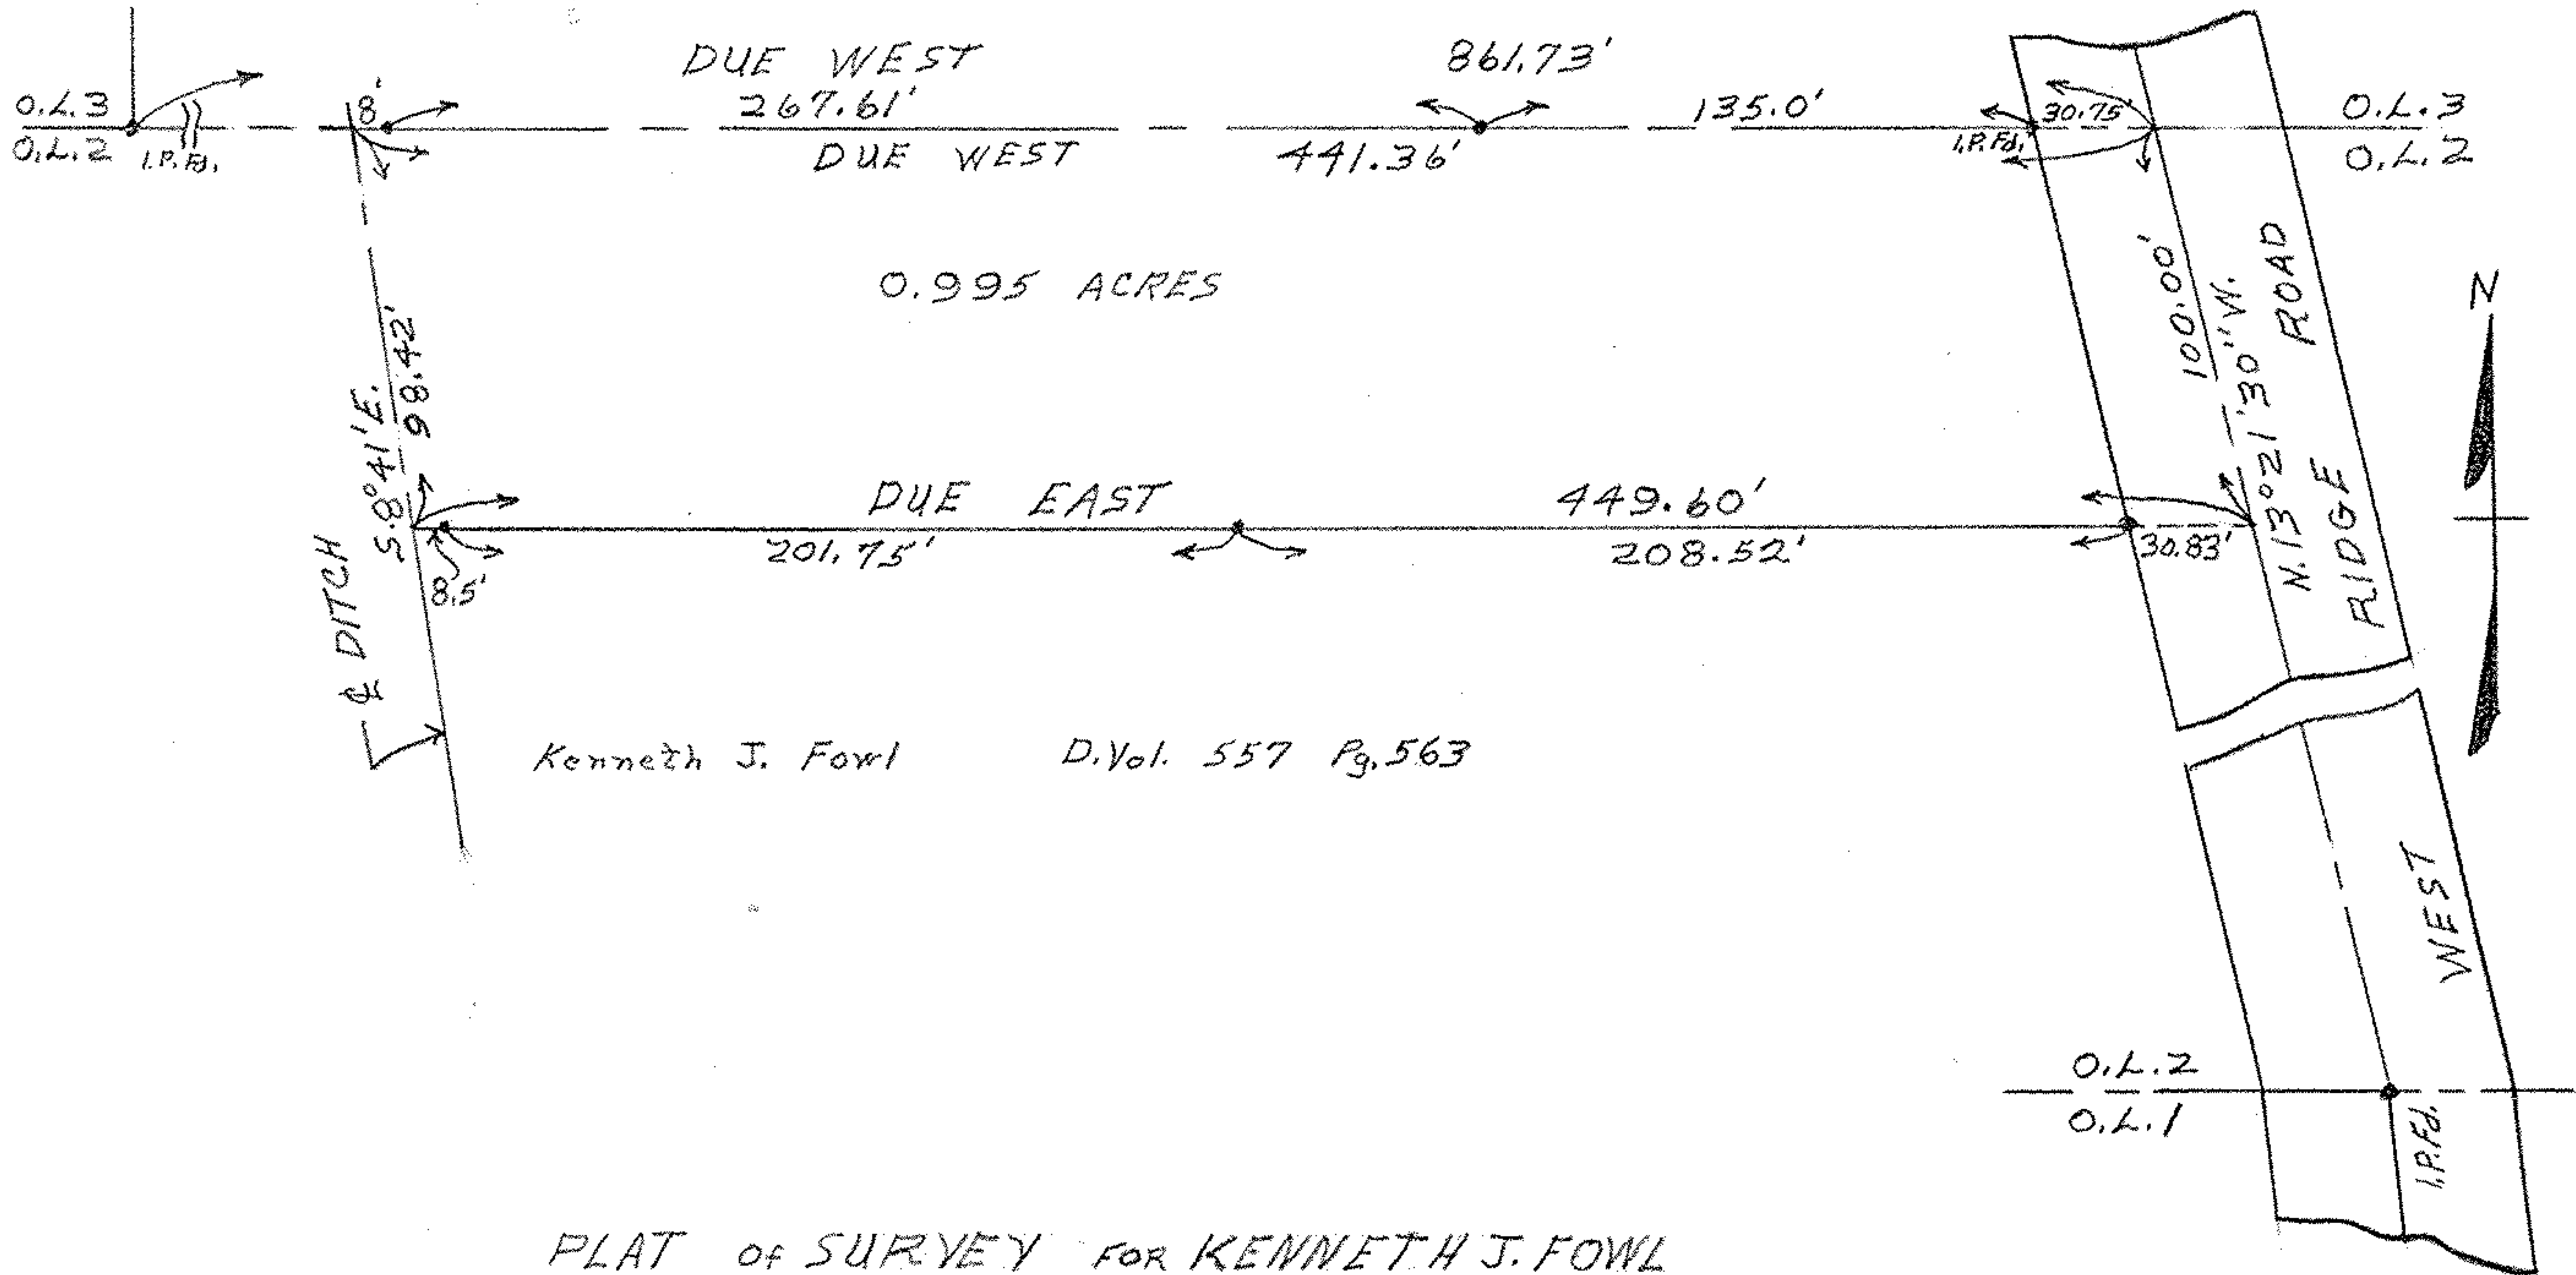 DUE WEST 861.73'
O.L.3 8' 267.61' 135.0' 30.75' O.L.3
O.L.2 I.P.Fd. DUE WEST 441.36' I.P.Fd. O.L.2
0.995 ACRES
100.00'
N.13°21'30"W.
WEST RIDGE ROAD
N
S.8°41'E.
98.42'
DUE EAST 449.60'
201.75' 208.52' 30.83'
8.5'
℄ DITCH
Kenneth J. Fowl D.Vol. 557 Pg.563
O.L.2
O.L.1
I.P.Fd.
PLAT of SURVEY FOR KENNETH J. FOWL